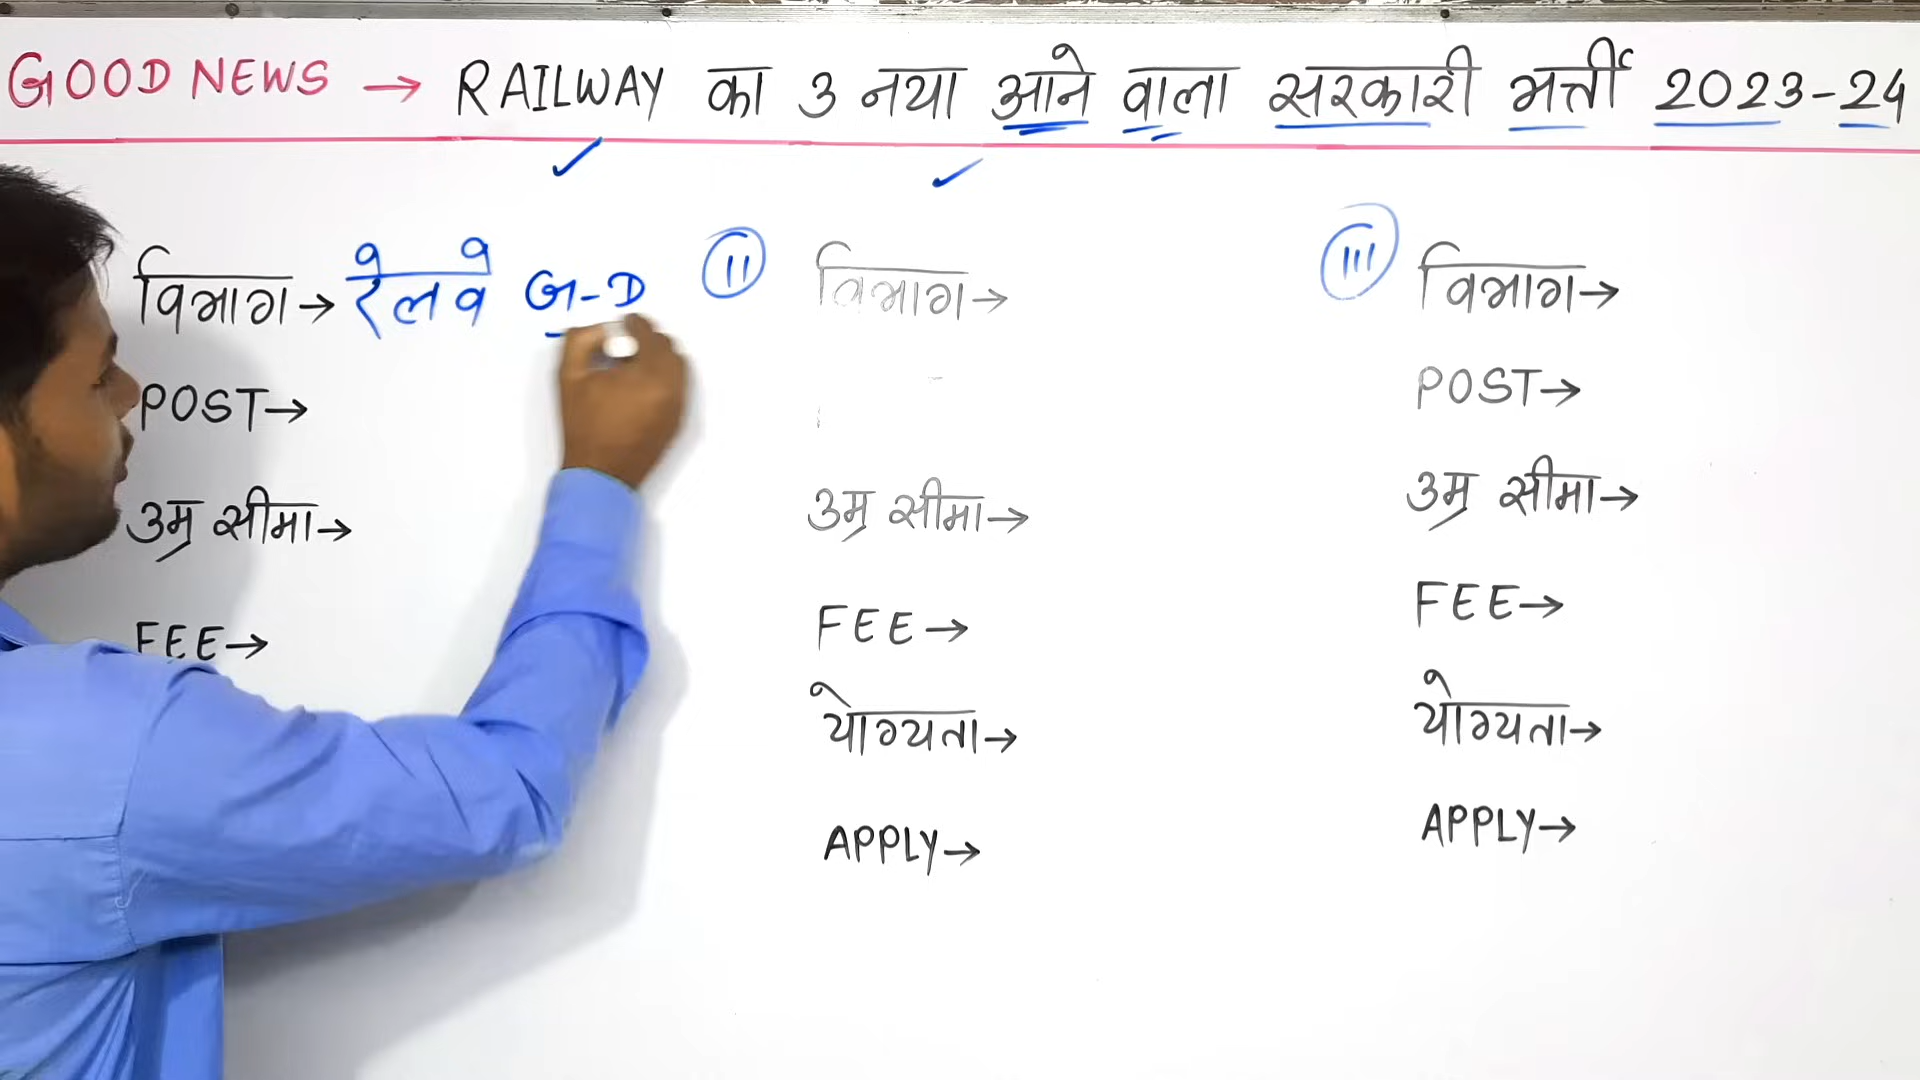 GOOD NEWS → RAILWAY का 3 नया आने वाला सरकारी भर्ती 2023-24
विभाग→ रेलवे G-D
POST→
उम्र सीमा→
FEE→
II
विभाग→
उम्र सीमा→
FEE→
योग्यता→
APPLY→
III
विभाग→
POST→
उम्र सीमा→
FEE→
योग्यता→
APPLY→